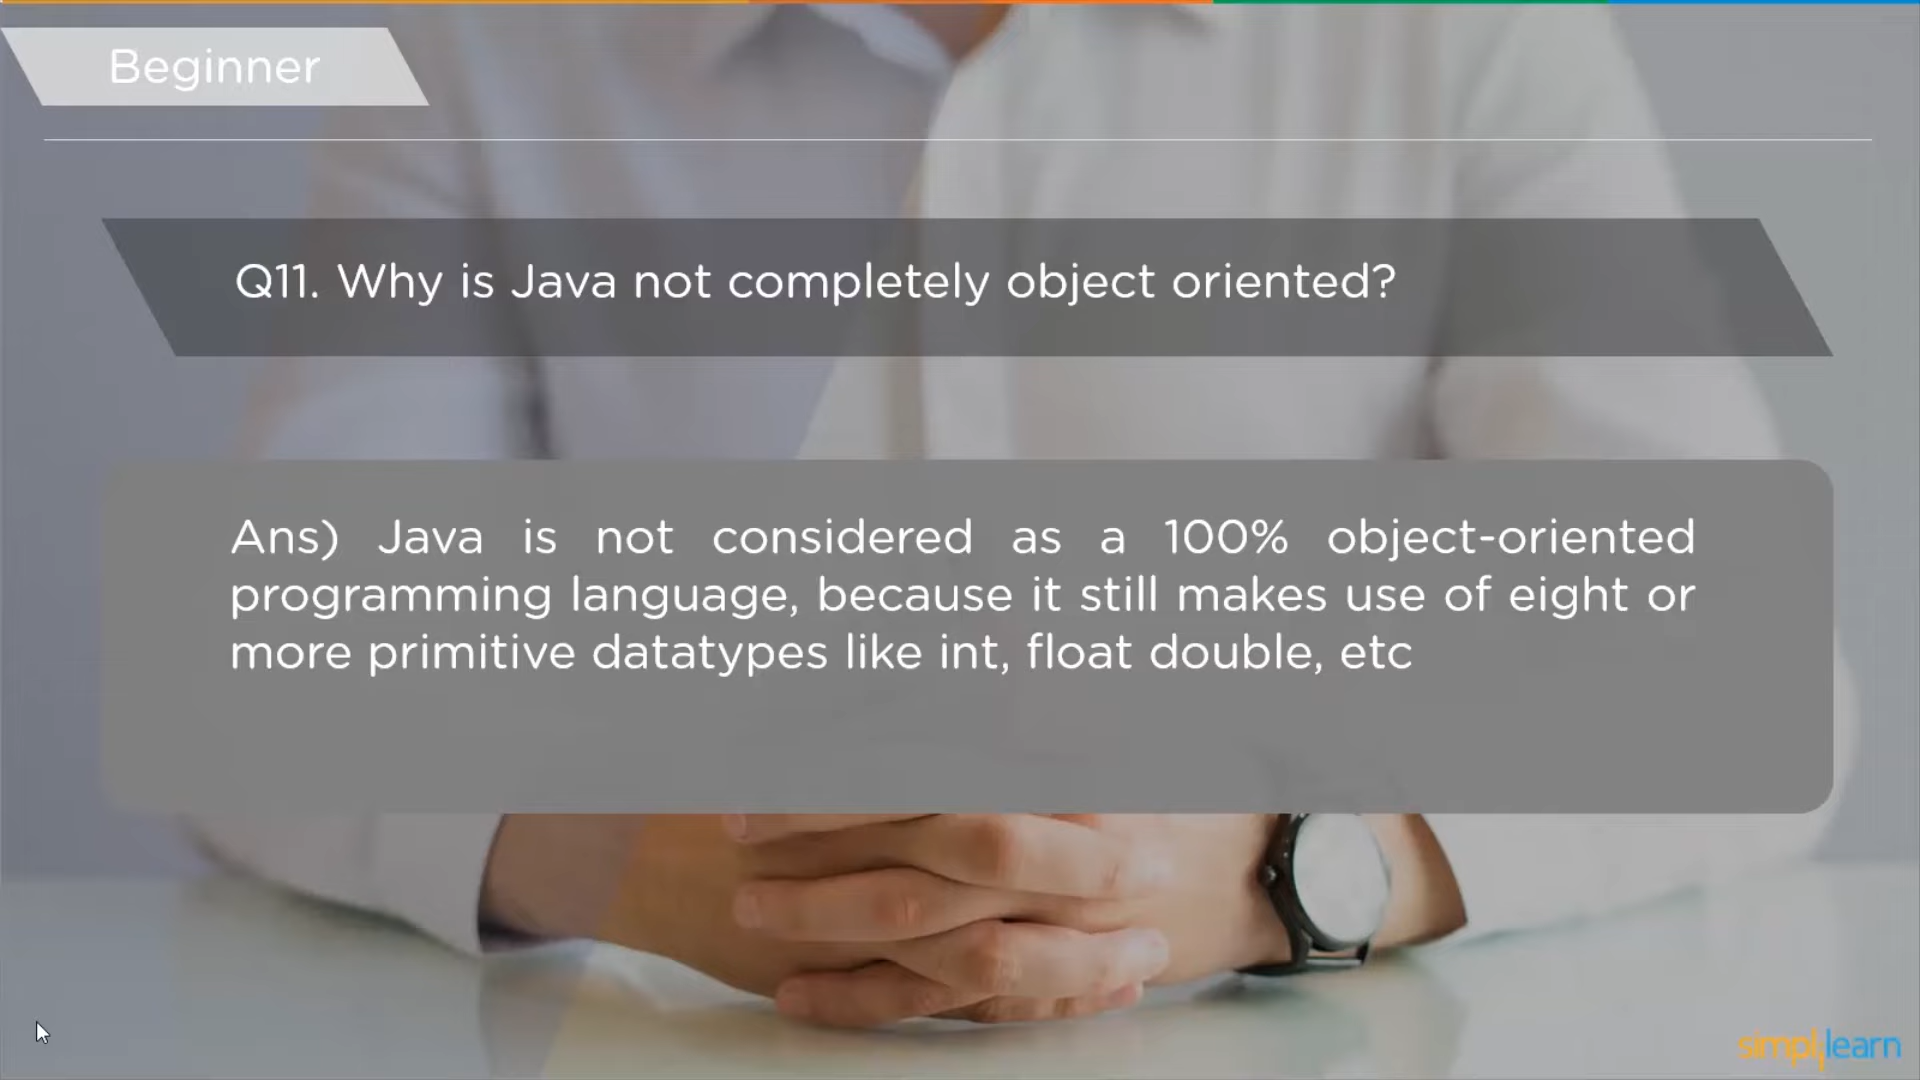 Beginner
Q11. Why is Java not completely object oriented?
Ans) Java is not considered as a 100% object-oriented
programming language, because it still makes use of eight or
more primitive datatypes like int, float double, etc
simplilearn